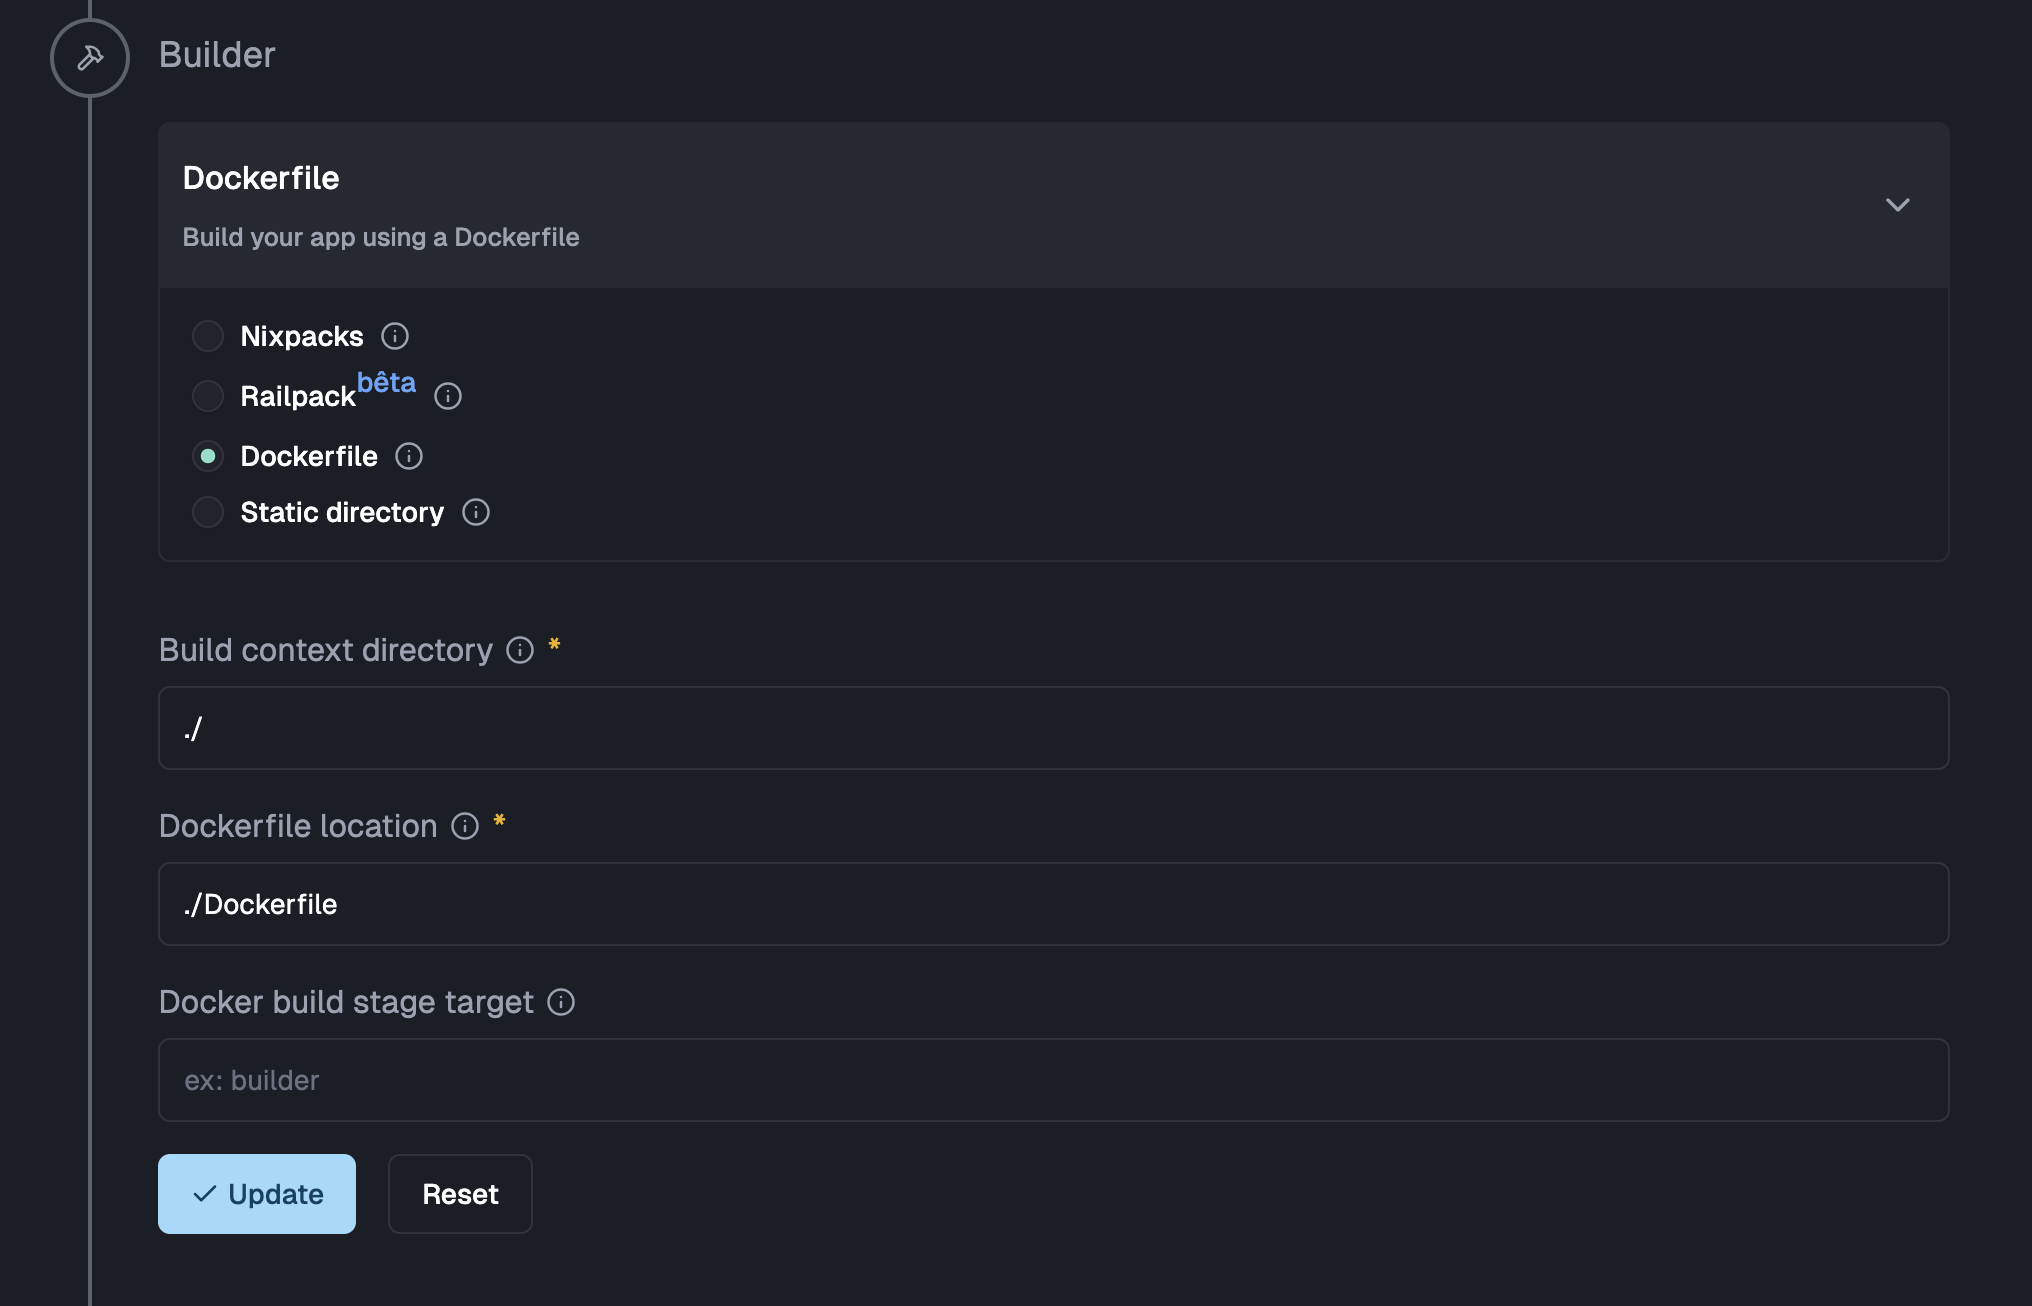 Builder
Dockerfile
Build your app using a Dockerfile
Nixpacks
Railpack bêta
Dockerfile
Static directory
Build context directory *
./
Dockerfile location *
./Dockerfile
Docker build stage target
ex: builder
Update
Reset